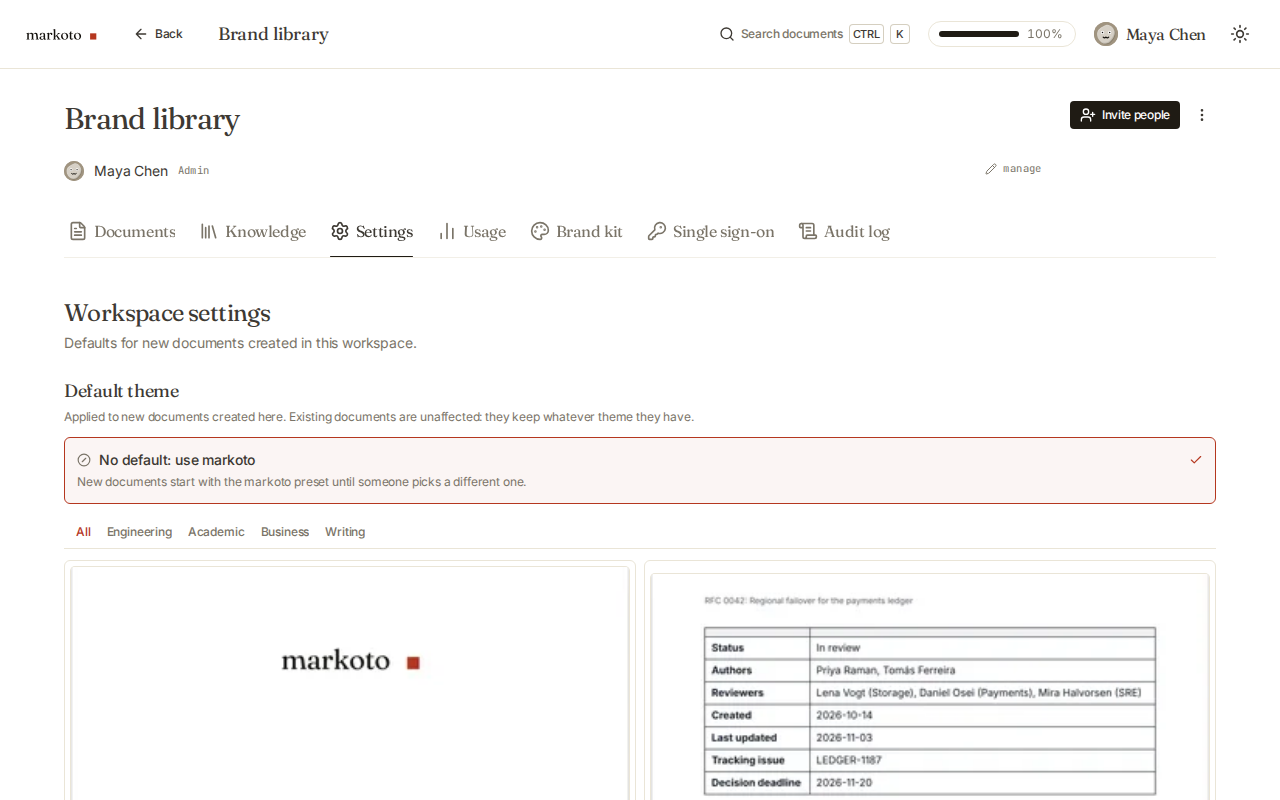 markoto
Back
Brand library
Search documents CTRL K
100%
Maya Chen
Brand library
Invite people
Maya Chen Admin
manage
Documents
Knowledge
Settings
Usage
Brand kit
Single sign-on
Audit log
Workspace settings
Defaults for new documents created in this workspace.
Default theme
Applied to new documents created here. Existing documents are unaffected: they keep whatever theme they have.
No default: use markoto
New documents start with the markoto preset until someone picks a different one.
All Engineering Academic Business Writing
markoto
RFC 0042: Regional failover for the payments ledger
Status In review
Authors Priya Raman, Tomás Ferreira
Reviewers Lena Vogt (Storage), Daniel Osei (Payments), Mira Halvorsen (SRE)
Created 2026-10-14
Last updated 2026-11-03
Tracking issue LEDGER-1187
Decision deadline 2026-11-20